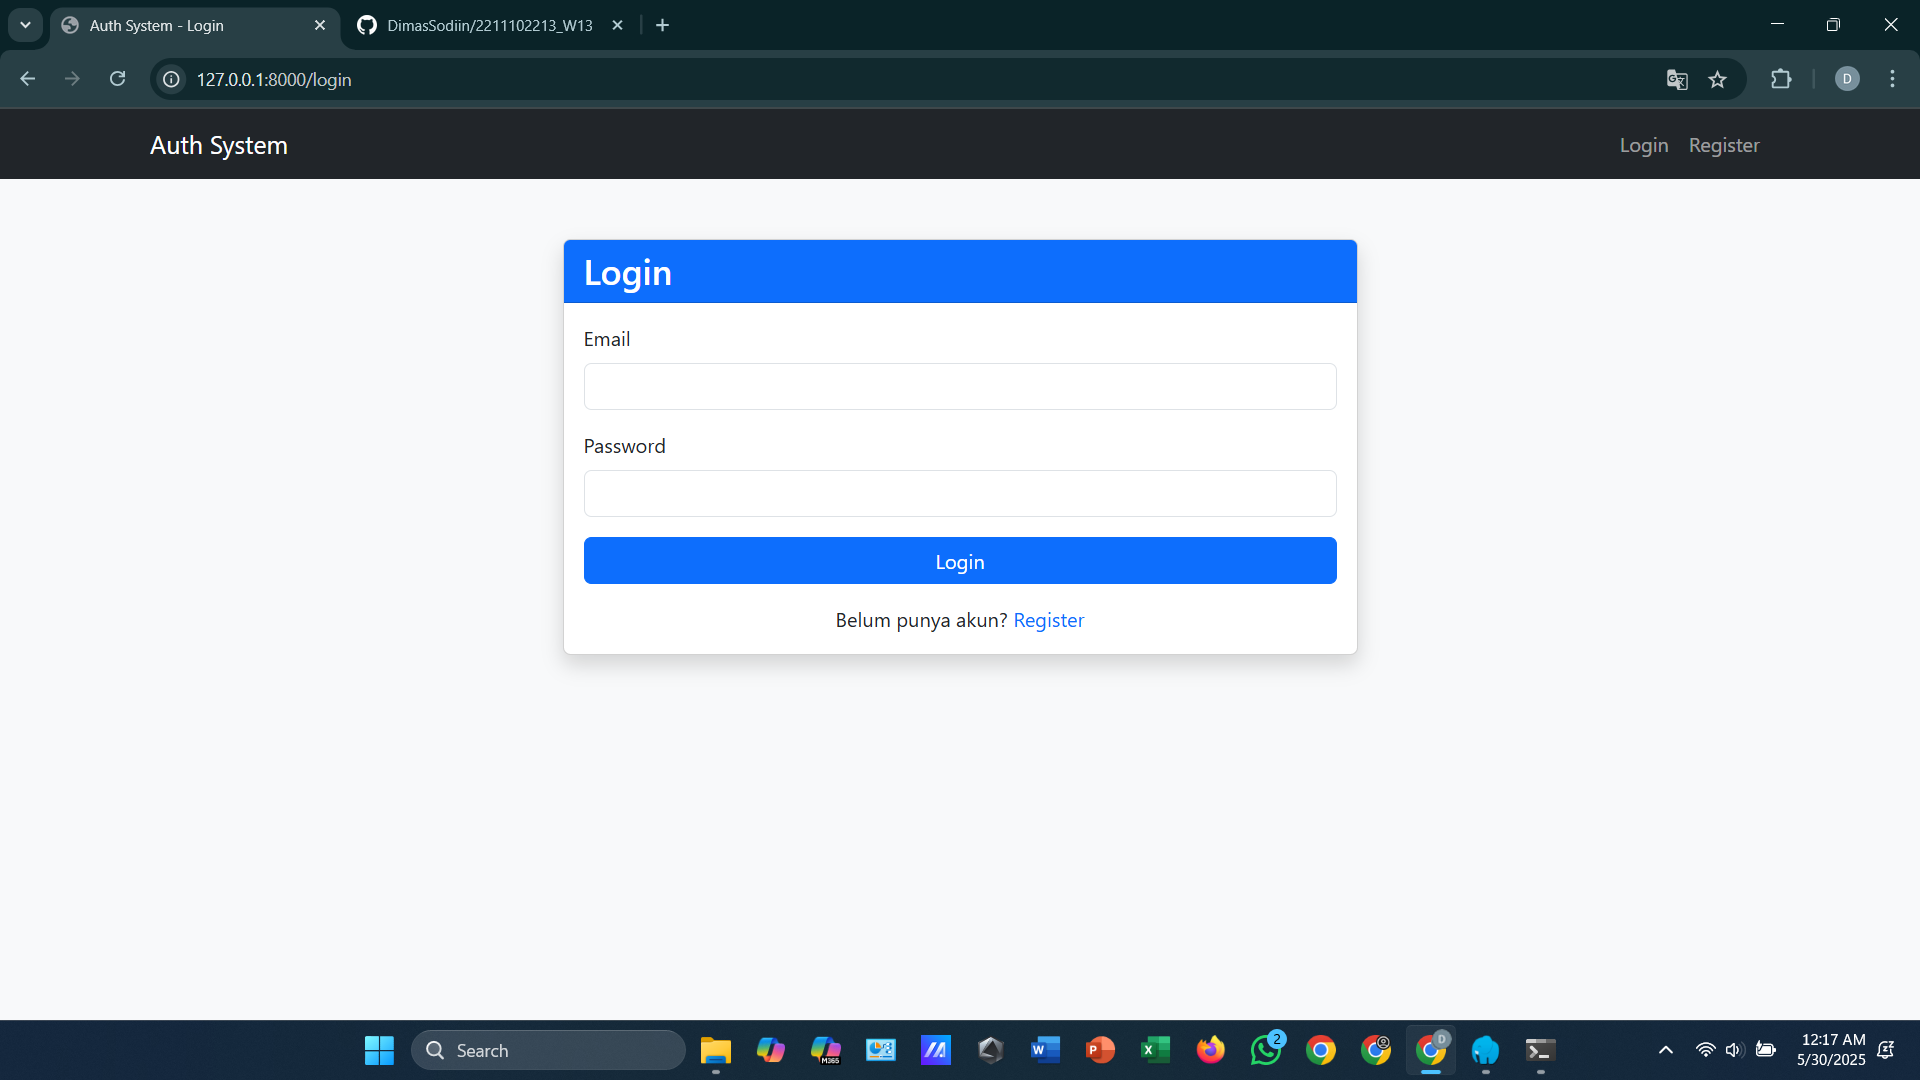 Auth System - Login
DimasSodiin/2211102213_W13
127.0.0.1:8000/login
D
Auth System
Login
Register
Login
Email
Password
Login
Belum punya akun? Register
Search
M365
W
P
X
2
D
12:17 AM
5/30/2025